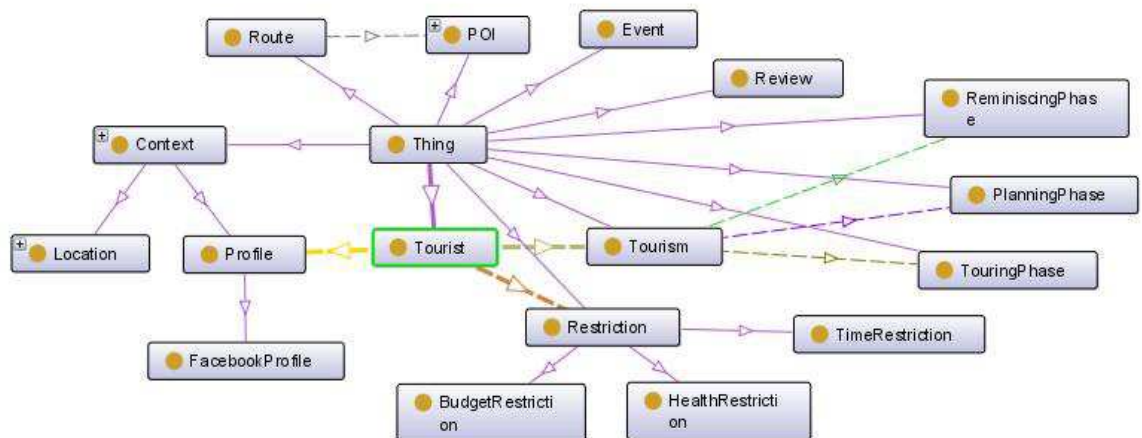 Event
Route
POI
Review
ReminiscingPhas
e
Context
Thing
PlanningPhase
Location
Profile
Tourist
Tourism
TouringPhase
Restriction
TimeRestriction
FacebookProfile
BudgetRestricti
on
HealthRestricti
on